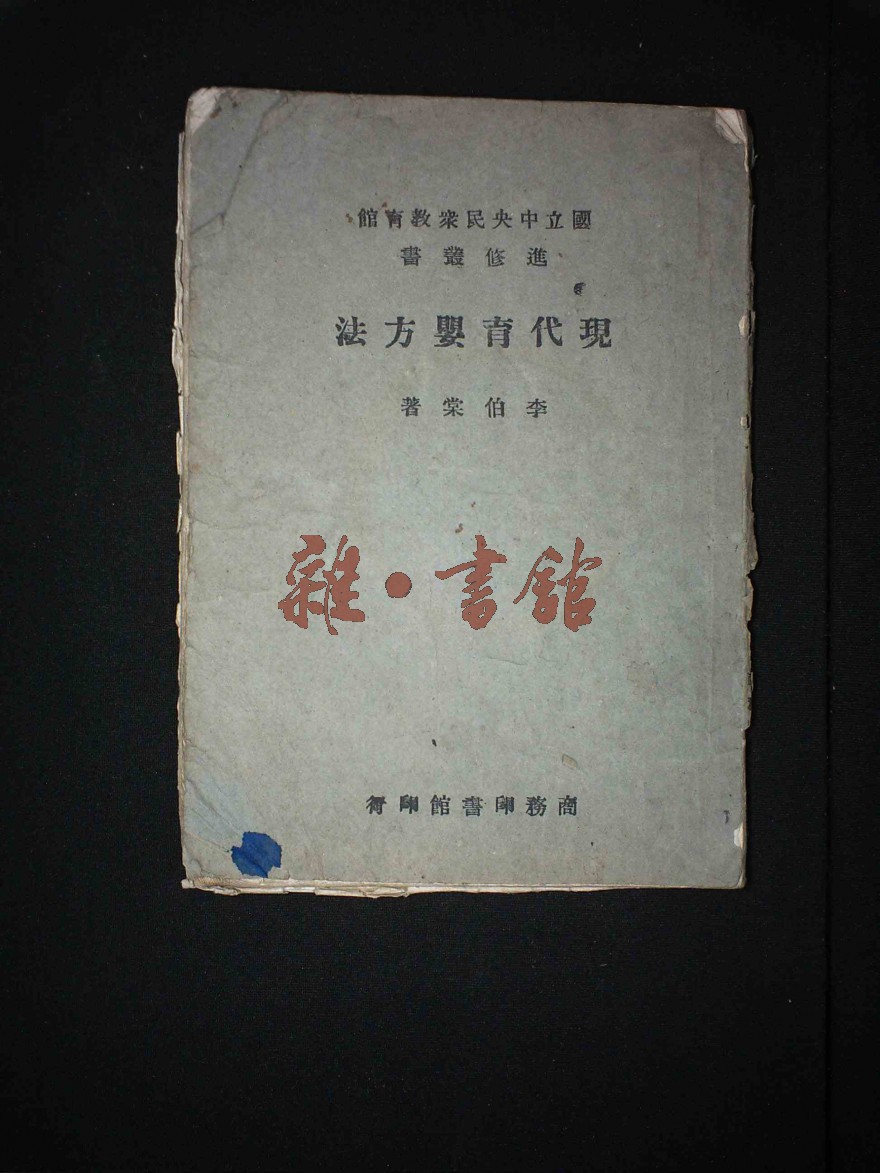 國立中央民眾教育館
進修叢書
現代育嬰方法
李伯棠著
雜·書館
商務印書館印行